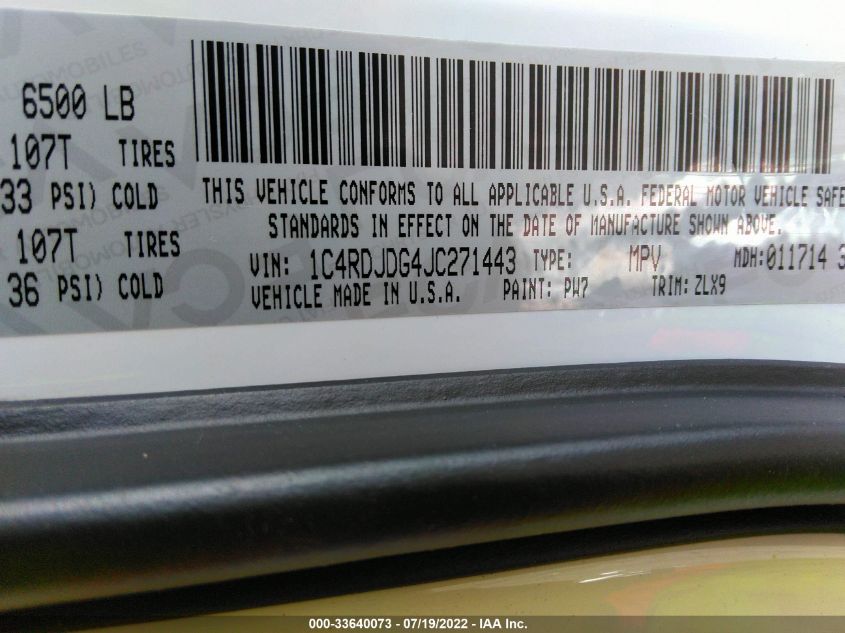 6500 LB
107T TIRES
33 PSI) COLD
107T TIRES
36 PSI) COLD
THIS VEHICLE CONFORMS TO ALL APPLICABLE U.S.A. FEDERAL MOTOR VEHICLE SAFE
STANDARDS IN EFFECT ON THE DATE OF MANUFACTURE SHOWN ABOVE.
VIN: 1C4RDJDG4JC271443 TYPE: MPV MDH:011714 3
VEHICLE MADE IN U.S.A. PAINT: PW7 TRIM: ZLX9
000-33640073 - 07/19/2022 - IAA Inc.